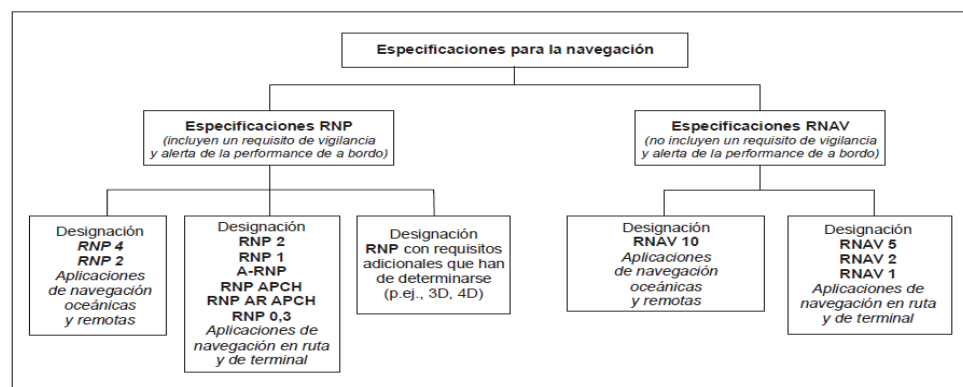 Especificaciones para la navegación
Especificaciones RNP
(incluyen un requisito de vigilancia
y alerta de la performance de a bordo)
Especificaciones RNAV
(no incluyen un requisito de vigilancia
y alerta de la performance de a bordo)
Designación
RNP 4
RNP 2
Aplicaciones
de navegación
oceánicas
y remotas
Designación
RNP 2
RNP 1
A-RNP
RNP APCH
RNP AR APCH
RNP 0,3
Aplicaciones de
navegación en ruta
y de terminal
Designación
RNP con requisitos
adicionales que han
de determinarse
(p.ej., 3D, 4D)
Designación
RNAV 10
Aplicaciones
de navegación
oceánicas
y remotas
Designación
RNAV 5
RNAV 2
RNAV 1
Aplicaciones de
navegación en ruta
y de terminal